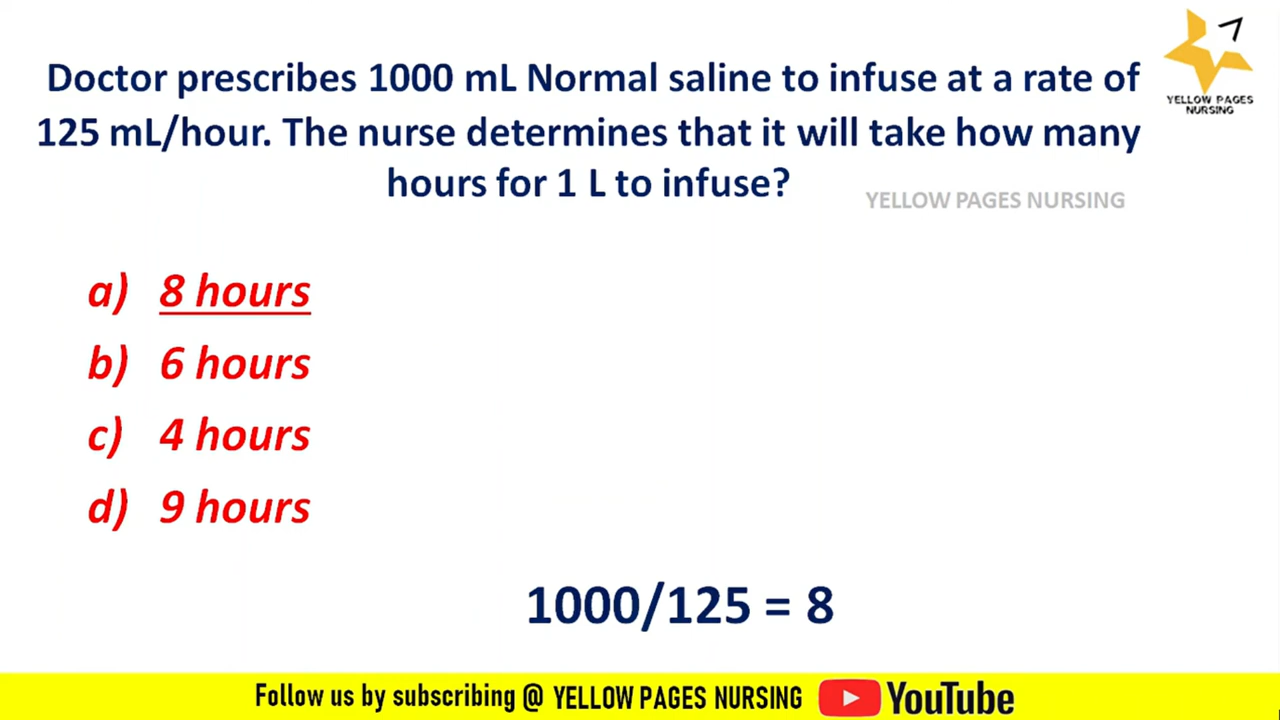 Doctor prescribes 1000 mL Normal saline to infuse at a rate of
125 mL/hour. The nurse determines that it will take how many
hours for 1 L to infuse?
YELLOW PAGES
NURSING
YELLOW PAGES NURSING
a) 8 hours
b) 6 hours
c) 4 hours
d) 9 hours
1000/125 = 8
Follow us by subscribing @ YELLOW PAGES NURSING YouTube